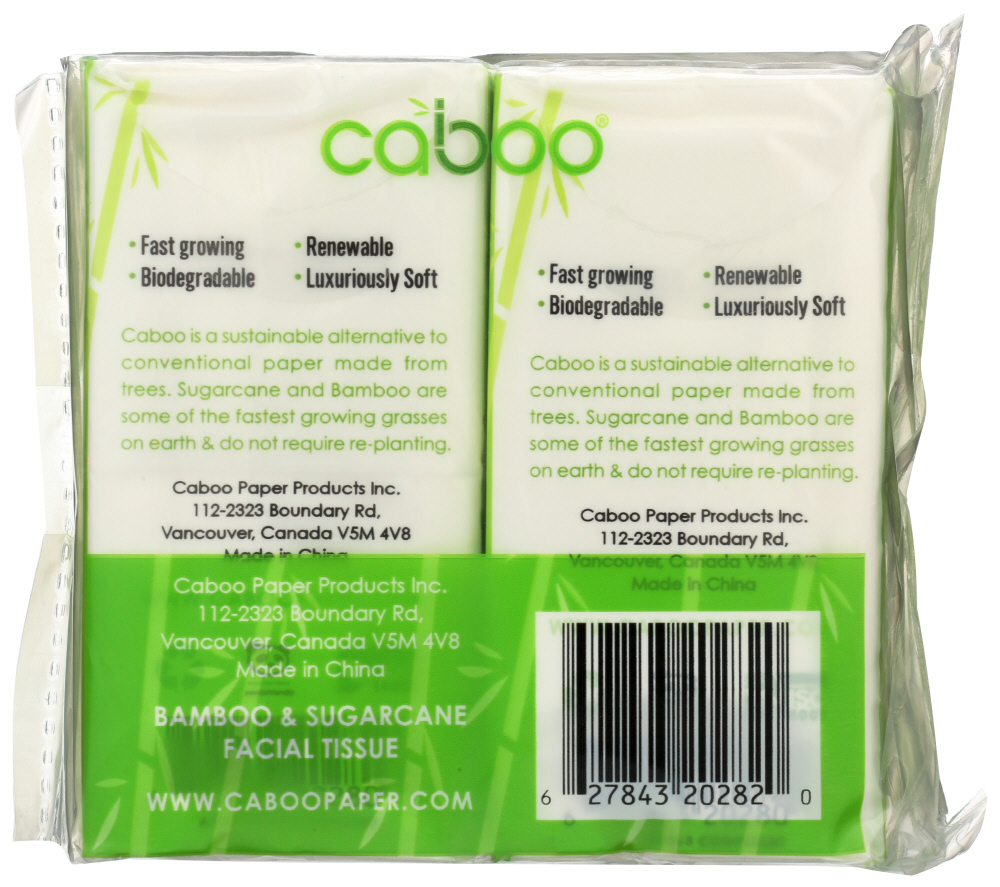 caboo®
• Fast growing • Renewable
• Biodegradable • Luxuriously Soft
Caboo is a sustainable alternative to
conventional paper made from
trees. Sugarcane and Bamboo are
some of the fastest growing grasses
on earth & do not require re-planting.
Caboo Paper Products Inc.
112-2323 Boundary Rd,
Vancouver, Canada V5M 4V8
Made in China
• Fast growing • Renewable
• Biodegradable • Luxuriously Soft
Caboo is a sustainable alternative to
conventional paper made from
trees. Sugarcane and Bamboo are
some of the fastest growing grasses
on earth & do not require re-planting.
Caboo Paper Products Inc.
112-2323 Boundary Rd,
Vancouver, Canada V5M 4V8
Made in China
Caboo Paper Products Inc.
112-2323 Boundary Rd,
Vancouver, Canada V5M 4V8
Made in China
BAMBOO & SUGARCANE
FACIAL TISSUE
WWW.CABOOPAPER.COM
6 27843 20282 0